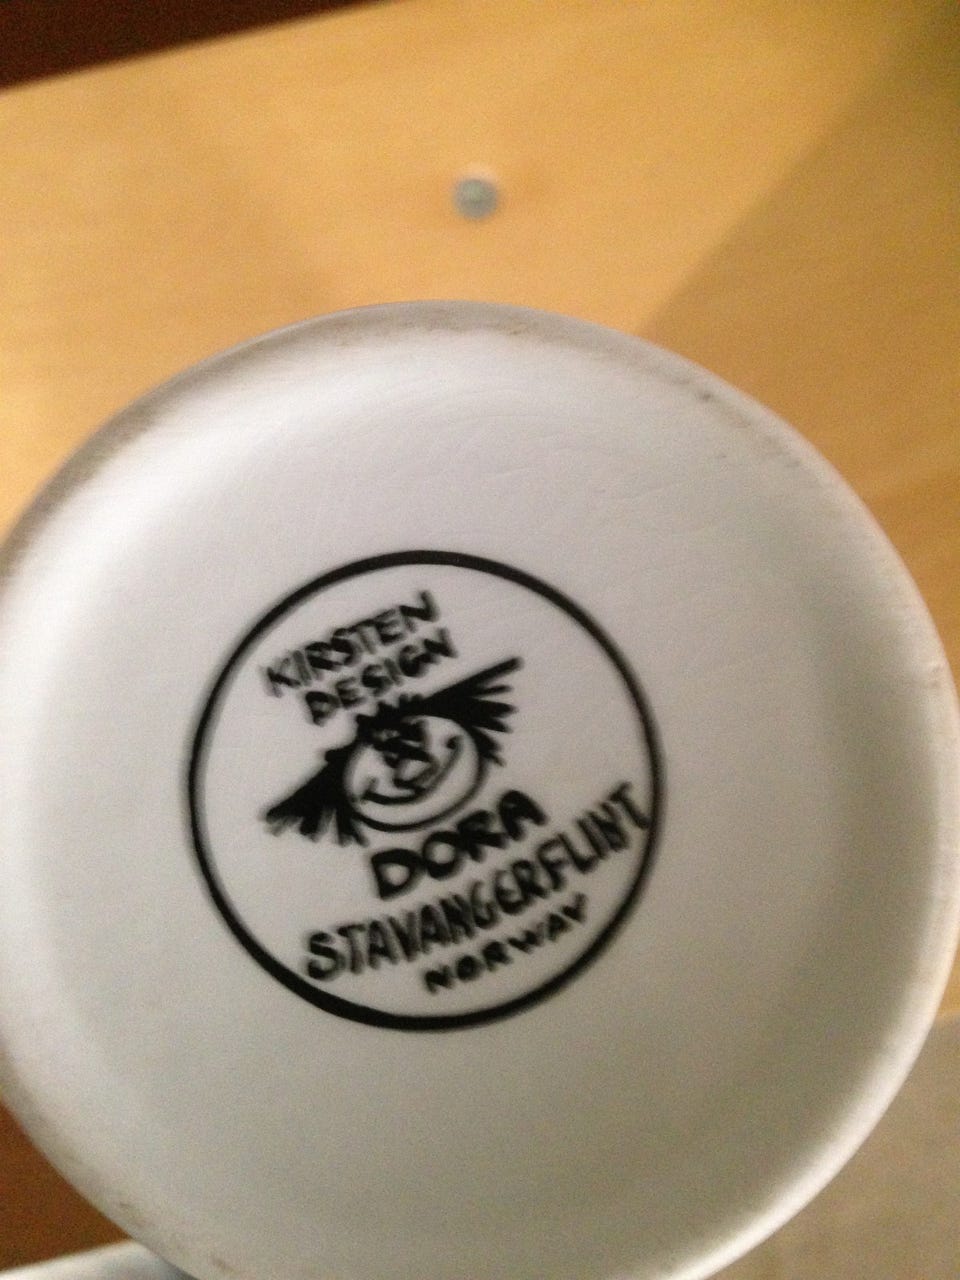 KIRSTEN
DESIGN
DORA
STAVANGERFLINT
NORWAY